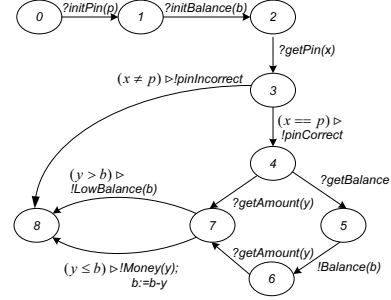 0
?initPin(p)
1
?initBalance(b)
2
?getPin(x)
3
(x ≠ p) ▷!pinIncorrect
(x == p) ▷
!pinCorrect
4
?getBalance
?getAmount(y)
(y > b) ▷
!LowBalance(b)
8
7
5
?getAmount(y)
!Balance(b)
6
(y ≤ b) ▷!Money(y);
b:=b-y